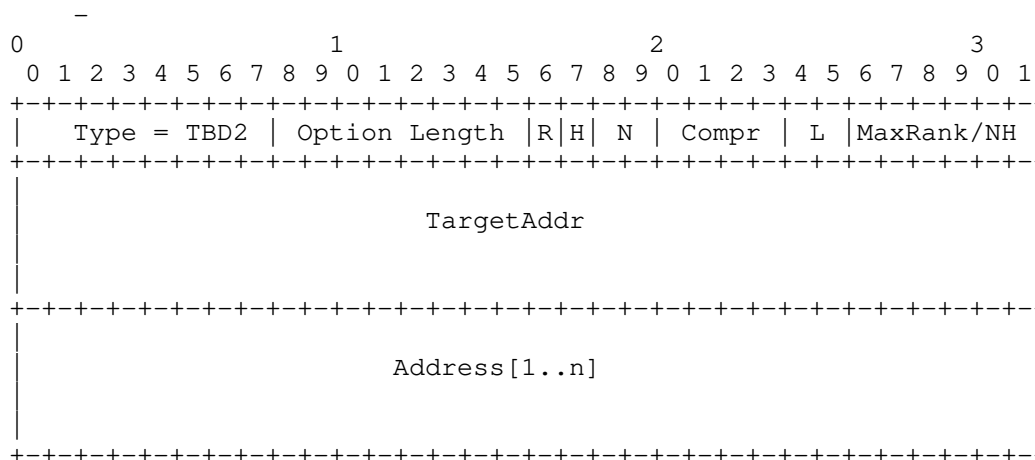 _
0                   1                   2                   3
 0 1 2 3 4 5 6 7 8 9 0 1 2 3 4 5 6 7 8 9 0 1 2 3 4 5 6 7 8 9 0 1
+-+-+-+-+-+-+-+-+-+-+-+-+-+-+-+-+-+-+-+-+-+-+-+-+-+-+-+-+-+-+-+-
|   Type = TBD2 | Option Length |R|H| N | Compr | L |MaxRank/NH
+-+-+-+-+-+-+-+-+-+-+-+-+-+-+-+-+-+-+-+-+-+-+-+-+-+-+-+-+-+-+-+-
|
|                         TargetAddr
|
|
+-+-+-+-+-+-+-+-+-+-+-+-+-+-+-+-+-+-+-+-+-+-+-+-+-+-+-+-+-+-+-+-
|
|                       Address[1..n]
|
|
+-+-+-+-+-+-+-+-+-+-+-+-+-+-+-+-+-+-+-+-+-+-+-+-+-+-+-+-+-+-+-+-